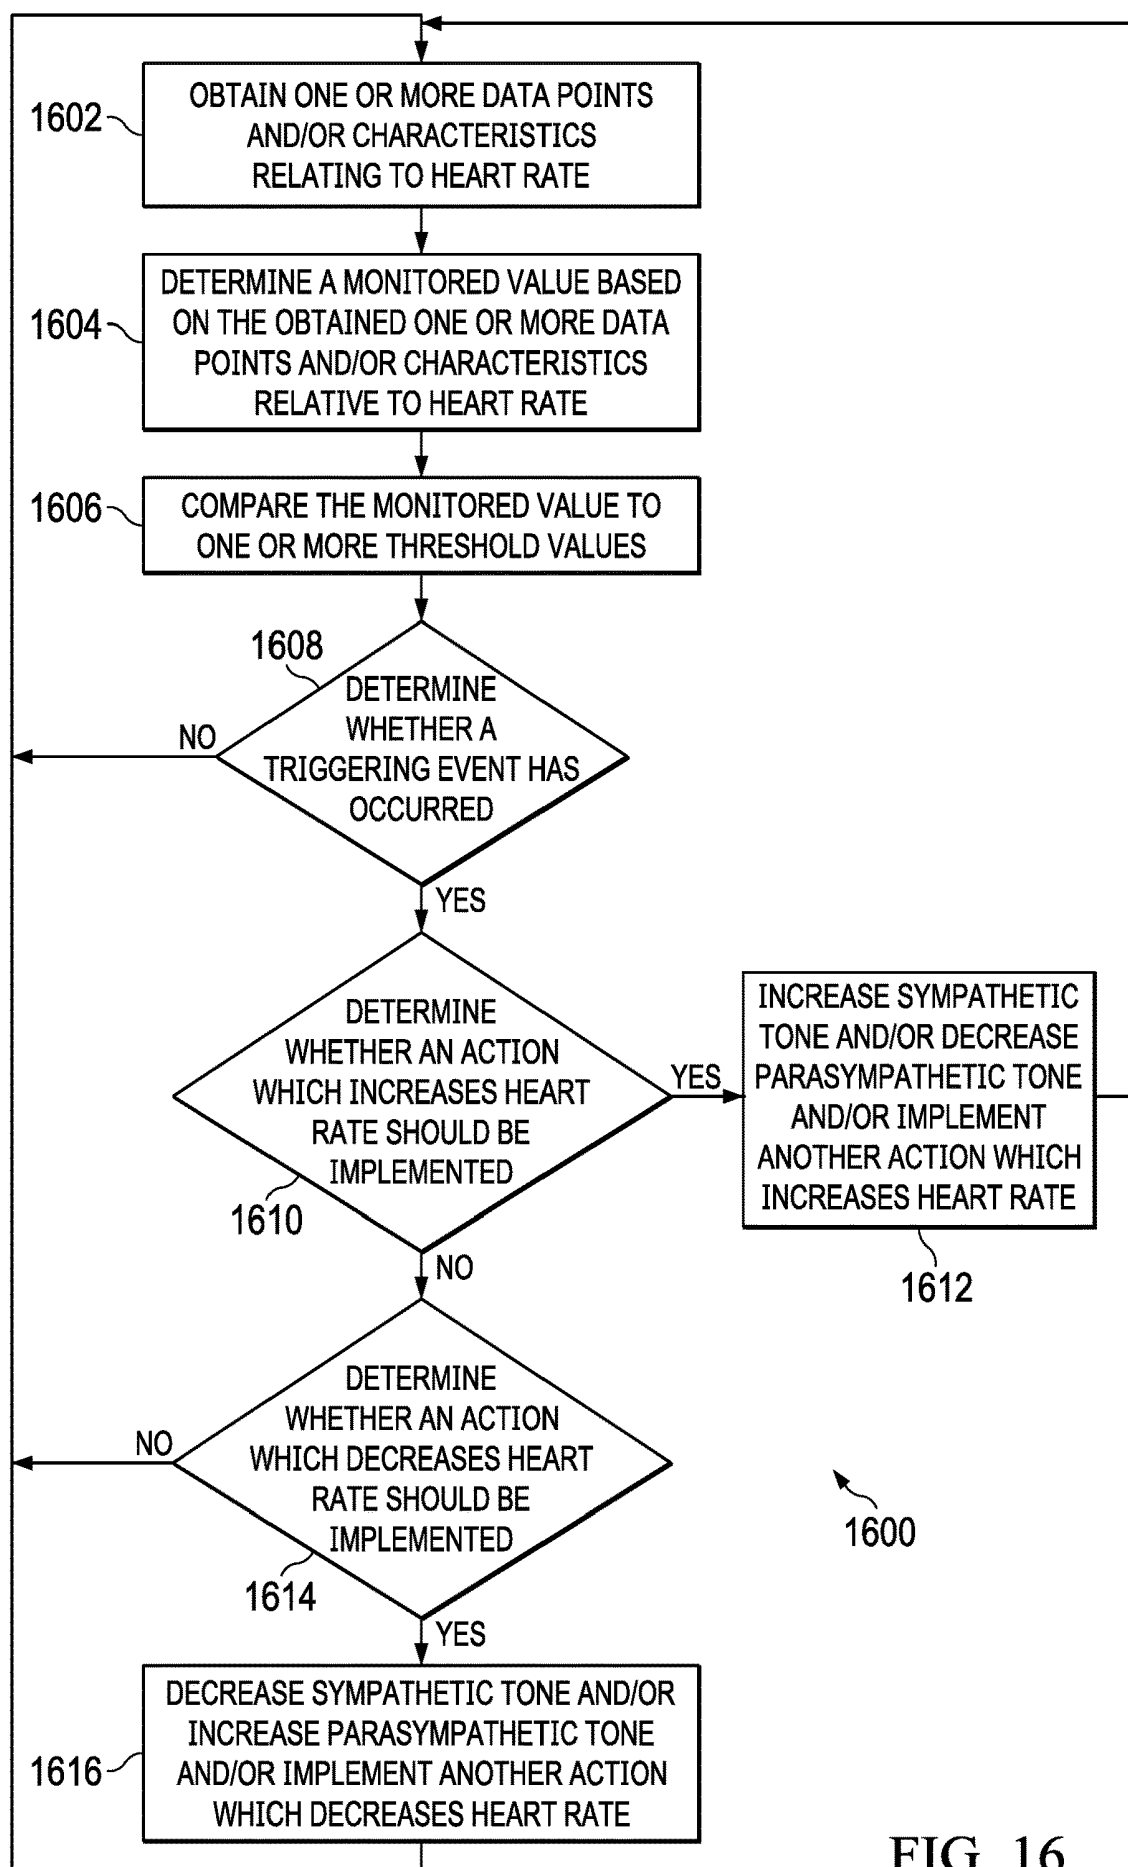 1602
OBTAIN ONE OR MORE DATA POINTS
AND/OR CHARACTERISTICS
RELATING TO HEART RATE
1604
DETERMINE A MONITORED VALUE BASED
ON THE OBTAINED ONE OR MORE DATA
POINTS AND/OR CHARACTERISTICS
RELATIVE TO HEART RATE
1606
COMPARE THE MONITORED VALUE TO
ONE OR MORE THRESHOLD VALUES
1608
DETERMINE
WHETHER A
TRIGGERING EVENT HAS
OCCURRED
NO
YES
DETERMINE
WHETHER AN ACTION
WHICH INCREASES HEART
RATE SHOULD BE
IMPLEMENTED
1610
YES
INCREASE SYMPATHETIC
TONE AND/OR DECREASE
PARASYMPATHETIC TONE
AND/OR IMPLEMENT
ANOTHER ACTION WHICH
INCREASES HEART RATE
1612
NO
DETERMINE
WHETHER AN ACTION
WHICH DECREASES HEART
RATE SHOULD BE
IMPLEMENTED
1614
NO
1600
YES
1616
DECREASE SYMPATHETIC TONE AND/OR
INCREASE PARASYMPATHETIC TONE
AND/OR IMPLEMENT ANOTHER ACTION
WHICH DECREASES HEART RATE
FIG. 16